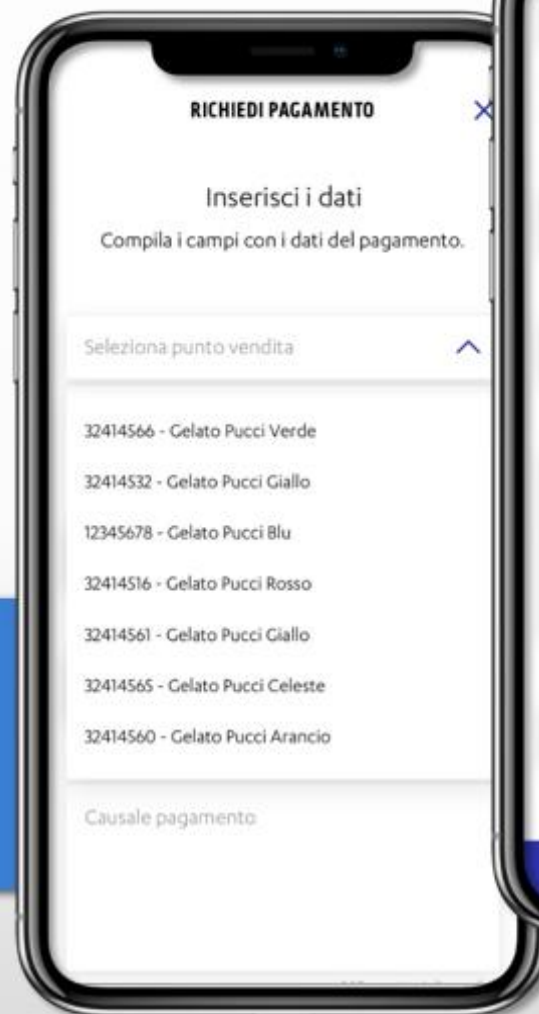 RICHIEDI PAGAMENTO
Inserisci i dati
Compila i campi con i dati del pagamento.
Seleziona punto vendita
32414566 - Gelato Pucci Verde
32414532 - Gelato Pucci Giallo
12345678 - Gelato Pucci Blu
32414516 - Gelato Pucci Rosso
32414561 - Gelato Pucci Giallo
32414565 - Gelato Pucci Celeste
32414560 - Gelato Pucci Arancio
Causale pagamento